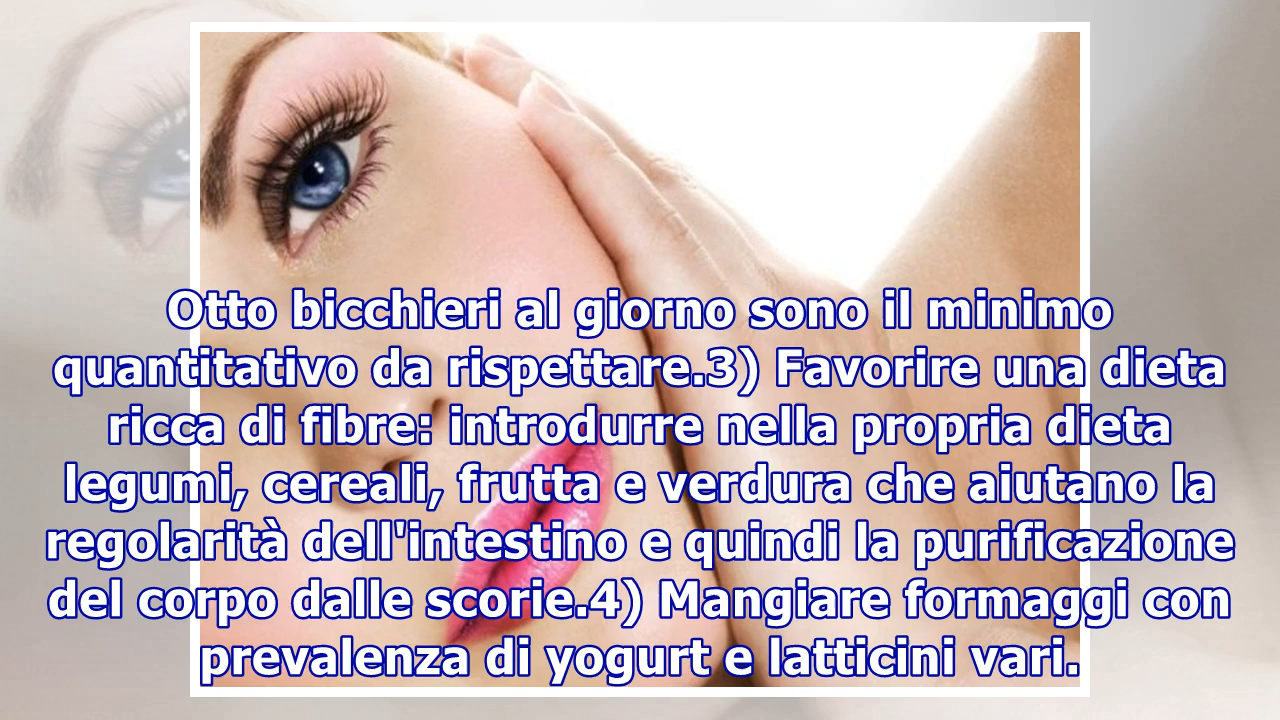 Otto bicchieri al giorno sono il minimo
quantitativo da rispettare.3) Favorire una dieta
ricca di fibre: introdurre nella propria dieta
legumi, cereali, frutta e verdura che aiutano la
regolarità dell'intestino e quindi la purificazione
del corpo dalle scorie.4) Mangiare formaggi con
prevalenza di yogurt e latticini vari.